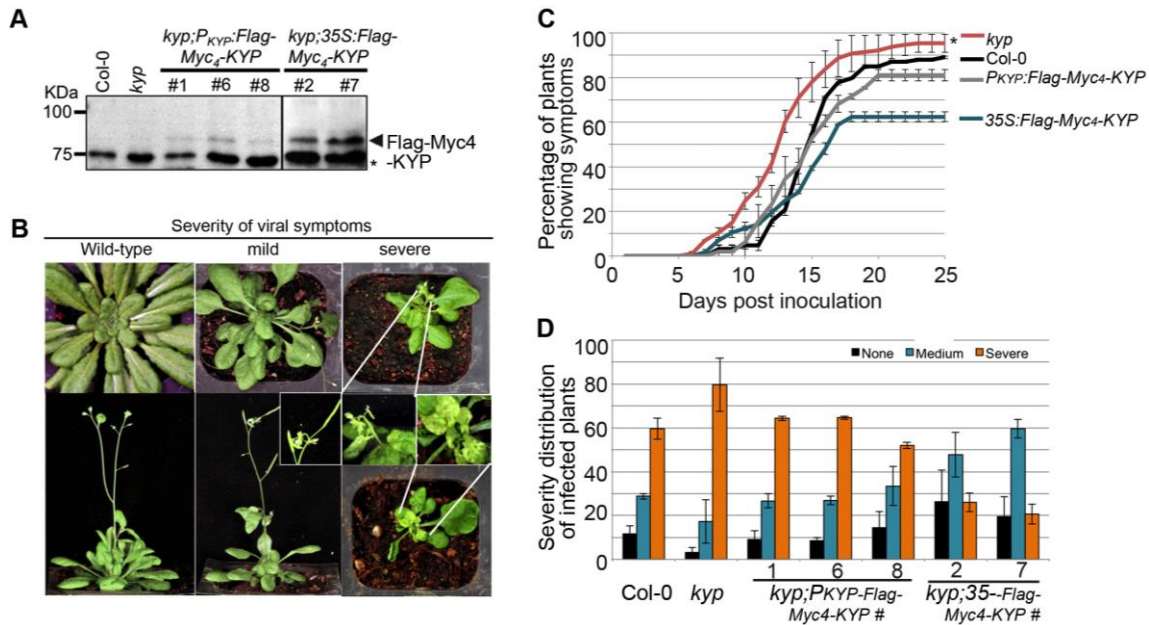 A
Col-0
kyp
kyp;PKYP:Flag-
Myc4-KYP
#1 #6 #8
kyp;35S:Flag-
Myc4-KYP
#2 #7
KDa
100
75
Flag-Myc4
* -KYP
B
Severity of viral symptoms
Wild-type mild severe
C
Percentage of plants
showing symptoms
100
80
60
40
20
0
0 5 10 15 20 25
Days post inoculation
kyp
*
Col-0
PKYP:Flag-Myc4-KYP
35S:Flag-Myc4-KYP
D
Severity distribution
of infected plants
100
80
60
40
20
0
None Medium Severe
Col-0 kyp 1 6 8 2 7
kyp;PKYP-Flag-
Myc4-KYP #
kyp;35--Flag-
Myc4-KYP #